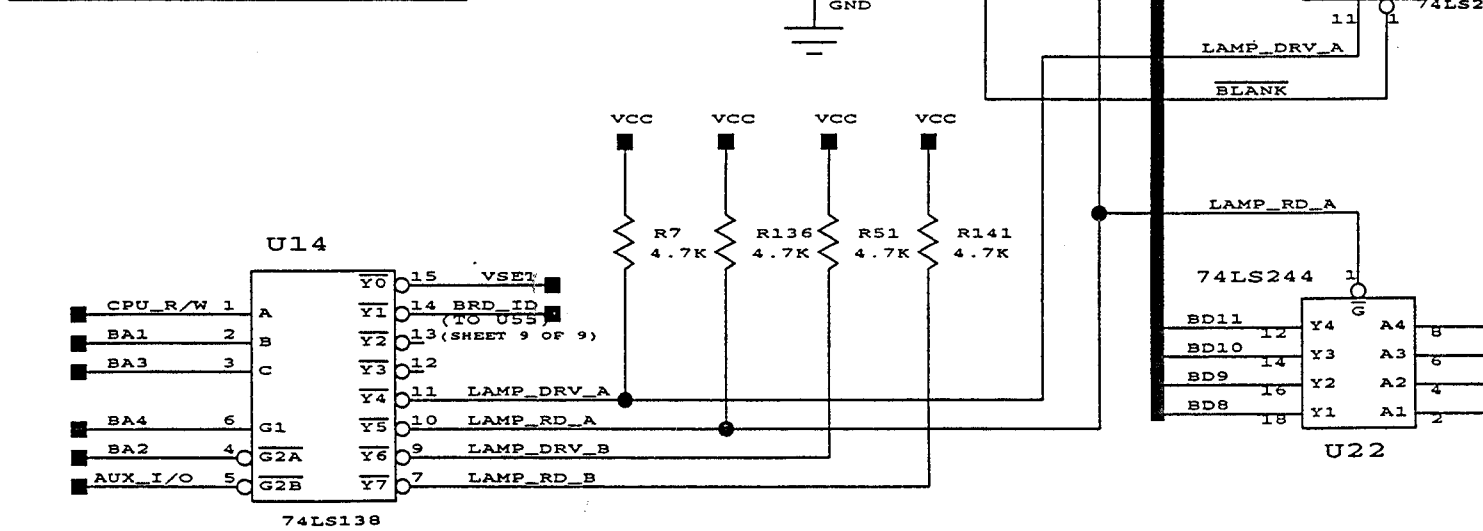 GND
74LS2
11 1
LAMP_DRV_A
BLANK
VCC VCC VCC VCC
LAMP_RD_A
R7 R136 R51 R141
4.7K 4.7K 4.7K 4.7K
U14
74LS244 1
G
Y0 15 VSET
CPU_R/W 1 A Y1 14 BRD_ID
(TO U55)
BA1 2 B Y2 13 (SHEET 9 OF 9)
BA3 3 C Y3 12
Y4 11 LAMP_DRV_A
BA4 6 G1 Y5 10 LAMP_RD_A
BA2 4 G2A Y6 9 LAMP_DRV_B
AUX_I/O 5 G2B Y7 7 LAMP_RD_B
74LS138
BD11 12 Y4 A4 8
BD10 14 Y3 A3 6
BD9 16 Y2 A2 4
BD8 18 Y1 A1 2
U22